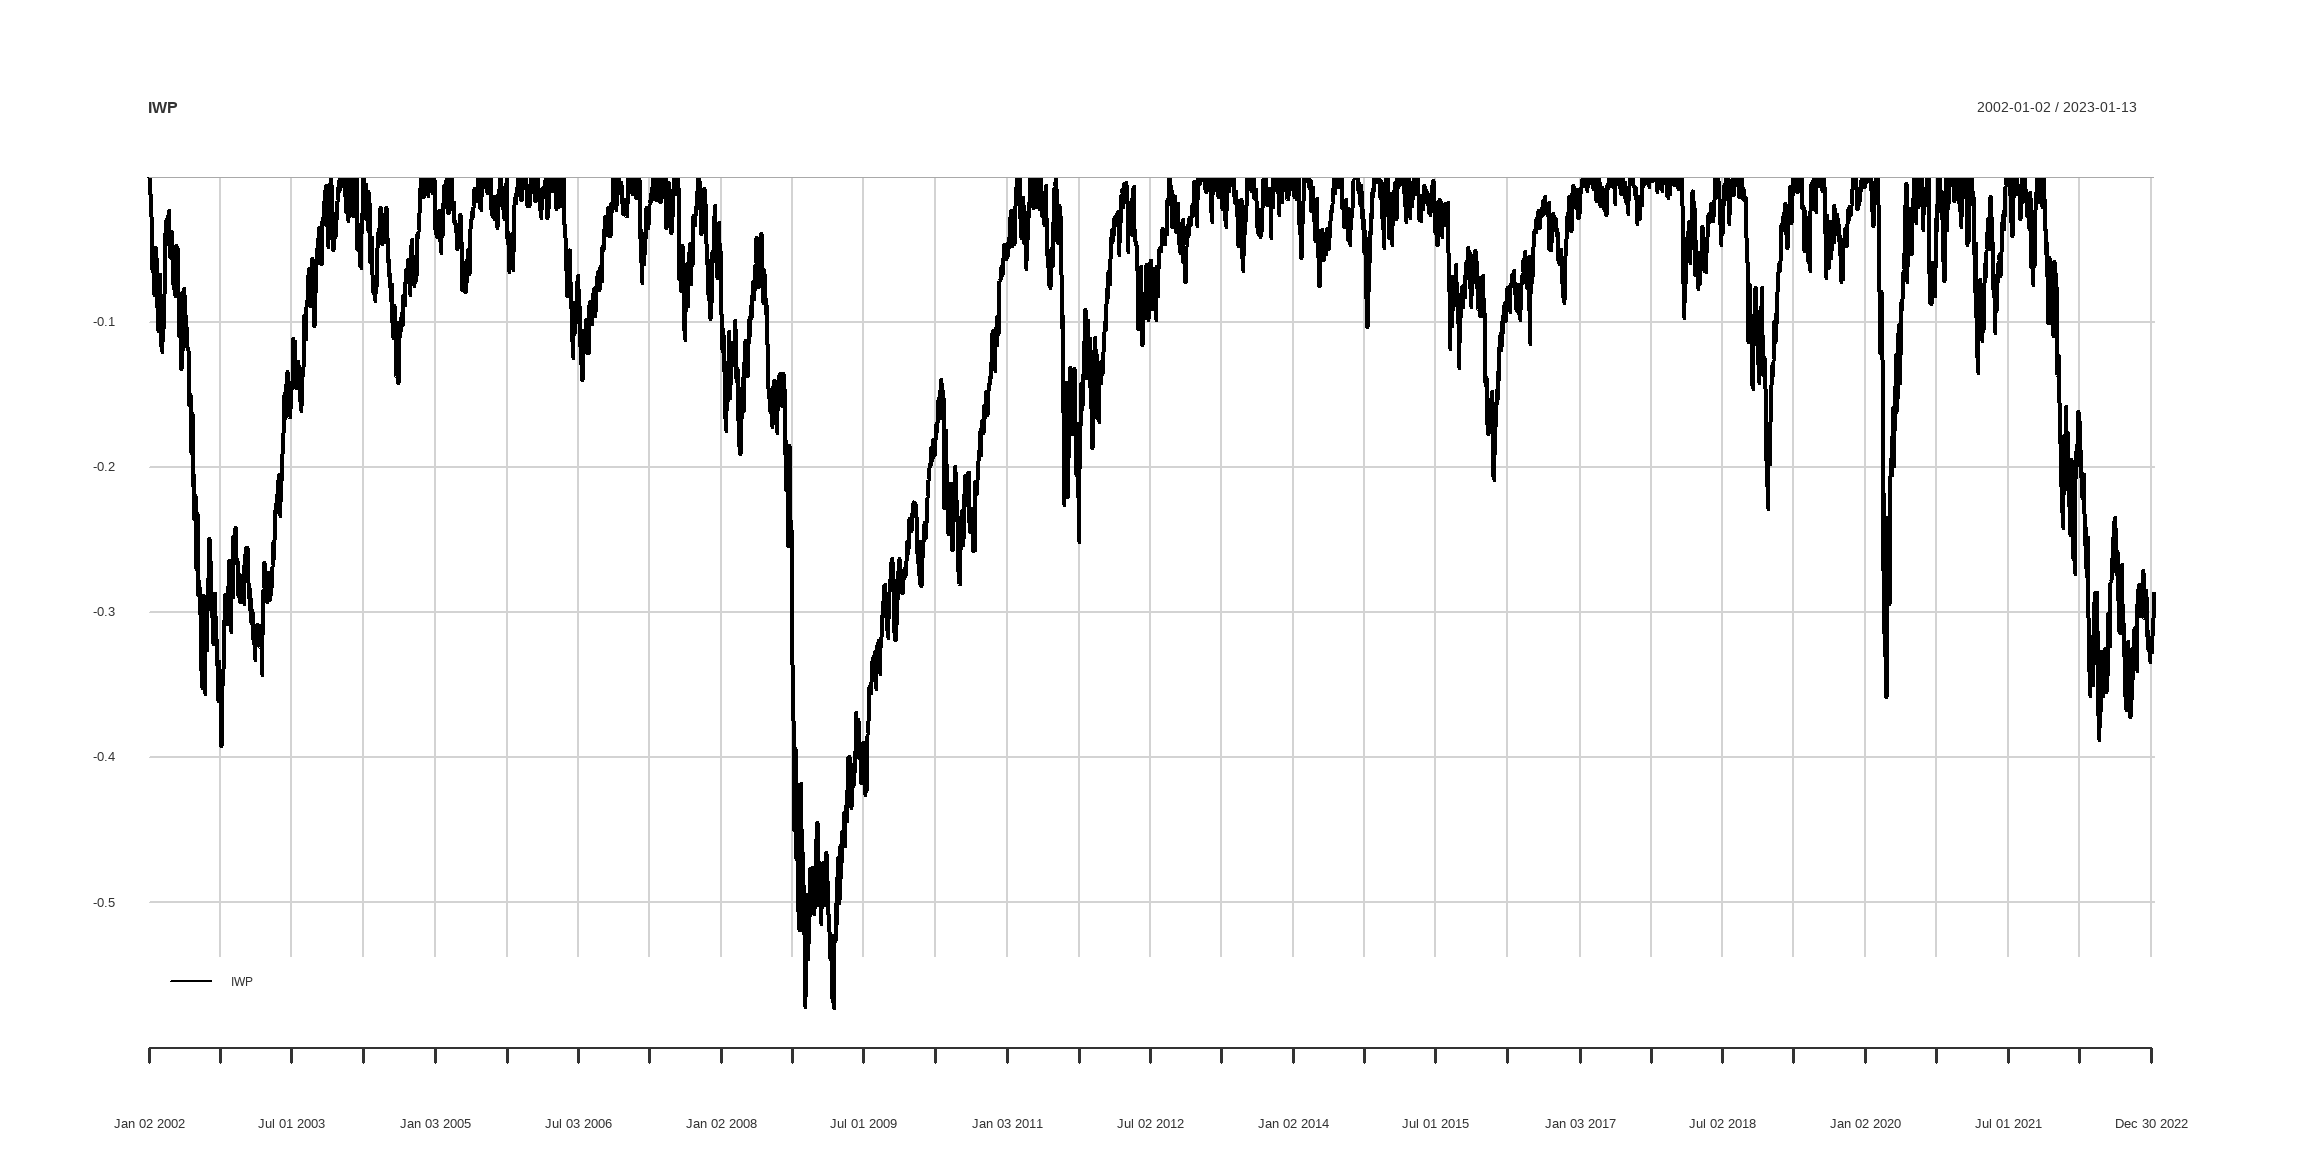 IWP
2002-01-02 / 2023-01-13
-0.1
-0.2
-0.3
-0.4
-0.5
IWP
Jan 02 2002
Jul 01 2003
Jan 03 2005
Jul 03 2006
Jan 02 2008
Jul 01 2009
Jan 03 2011
Jul 02 2012
Jan 02 2014
Jul 01 2015
Jan 03 2017
Jul 02 2018
Jan 02 2020
Jul 01 2021
Dec 30 2022